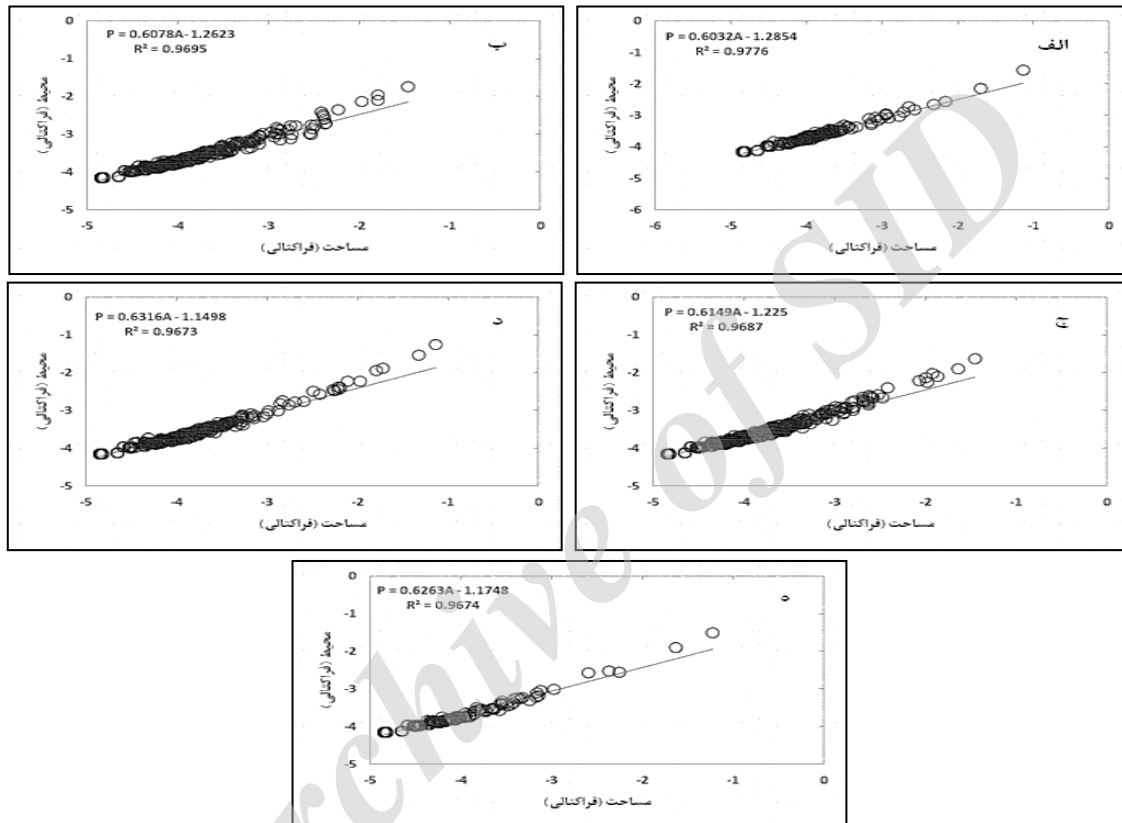 الف
P = 0.6032A - 1.2854
R² = 0.9776
0
-1
-2
-3
-4
-5
-6
-6 -5 -4 -3 -2 -1 0
محیط (فراکتالی)
مساحت (فراکتالی)
ب
P = 0.6078A - 1.2623
R² = 0.9695
0
-1
-2
-3
-4
-5
-5 -4 -3 -2 -1 0
محیط (فراکتالی)
مساحت (فراکتالی)
ج
P = 0.6149A - 1.225
R² = 0.9687
0
-1
-2
-3
-4
-5
-5 -4 -3 -2 -1 0
محیط (فراکتالی)
مساحت (فراکتالی)
د
P = 0.6316A - 1.1498
R² = 0.9673
0
-1
-2
-3
-4
-5
-5 -4 -3 -2 -1 0
محیط (فراکتالی)
مساحت (فراکتالی)
ه
P = 0.6263A - 1.1748
R² = 0.9674
0
-1
-2
-3
-4
-5
-5 -4 -3 -2 -1 0
محیط (فراکتالی)
مساحت (فراکتالی)
Archive of SID